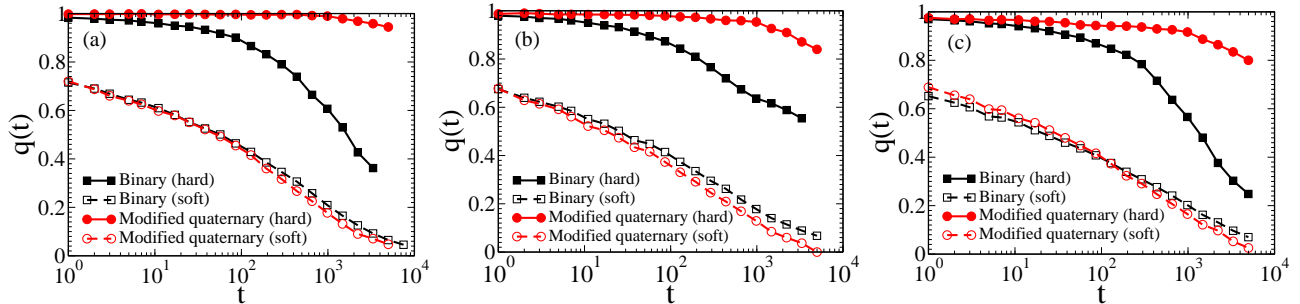 1
0.8
0.6
0.4
0.2
0
q(t)
(a)
Binary (hard)
Binary (soft)
Modified quaternary (hard)
Modified quaternary (soft)
10^0 10^1 10^2 10^3 10^4
t
1
0.8
0.6
0.4
0.2
0
q(t)
(b)
Binary (hard)
Binary (soft)
Modified quaternary (hard)
Modified quaternary (soft)
10^0 10^1 10^2 10^3 10^4
t
1
0.8
0.6
0.4
0.2
0
q(t)
(c)
Binary (hard)
Binary (soft)
Modified quaternary (hard)
Modified quaternary (soft)
10^0 10^1 10^2 10^3 10^4
t